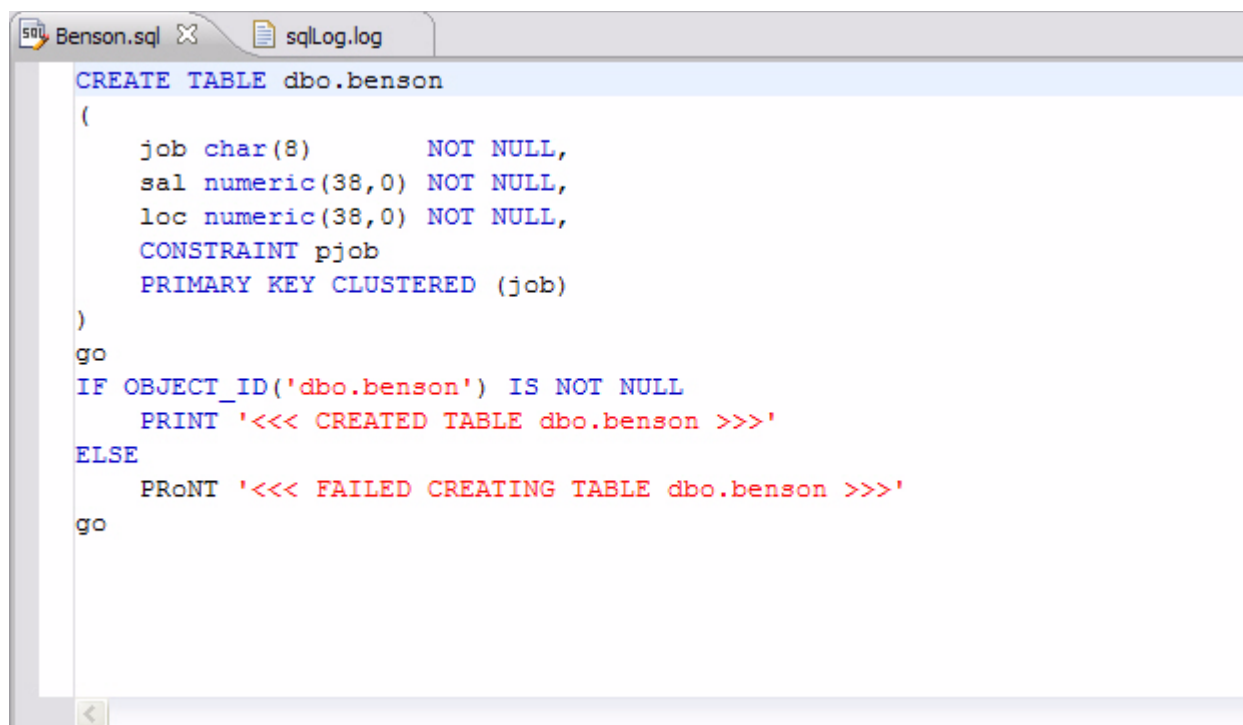 Benson.sql sqlLog.log
CREATE TABLE dbo.benson
(
    job char(8)       NOT NULL,
    sal numeric(38,0) NOT NULL,
    loc numeric(38,0) NOT NULL,
    CONSTRAINT pjob
    PRIMARY KEY CLUSTERED (job)
)
go
IF OBJECT_ID('dbo.benson') IS NOT NULL
    PRINT '<<< CREATED TABLE dbo.benson >>>'
ELSE
    PRoNT '<<< FAILED CREATING TABLE dbo.benson >>>'
go